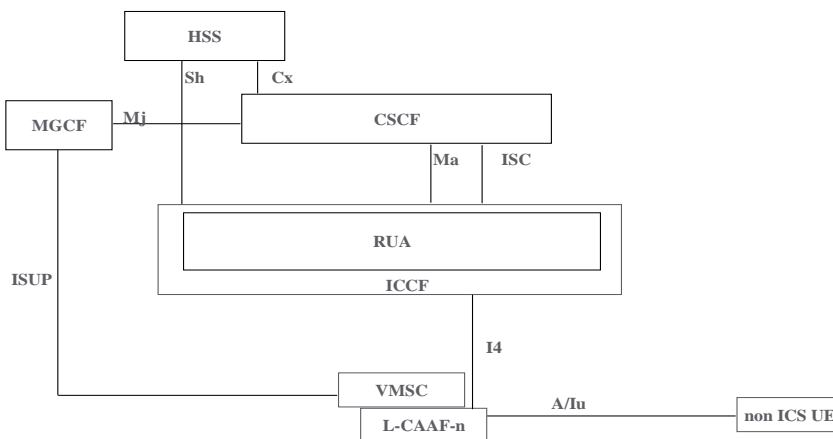 HSS
Sh
Cx
MGCF
Mj
CSCF
Ma
ISC
RUA
ISUP
ICCF
I4
VMSC
A/Iu
L-CAAF-n
non ICS UE